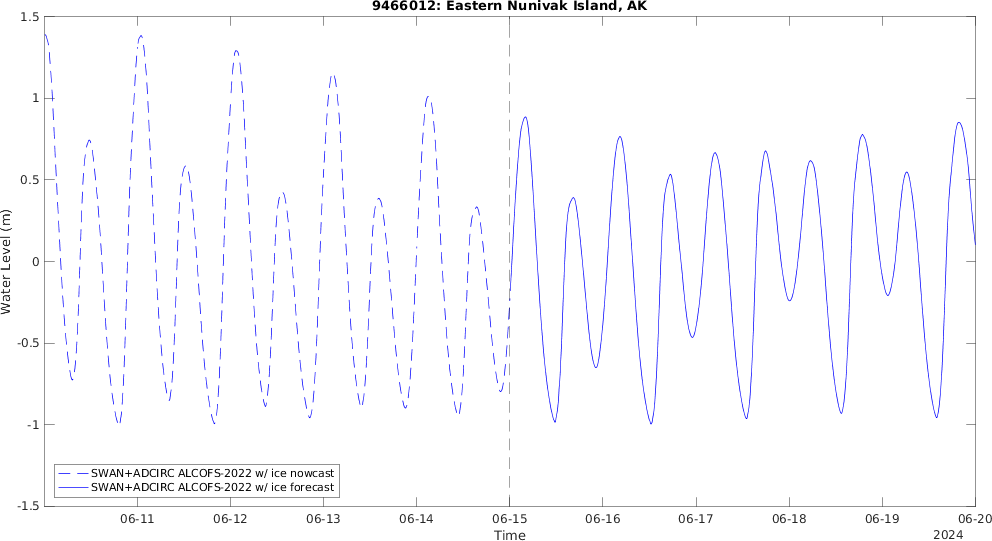 9466012: Eastern Nunivak Island, AK
Water Level (m)
1.5
1
0.5
0
-0.5
-1
-1.5
SWAN+ADCIRC ALCOFS-2022 w/ ice nowcast
SWAN+ADCIRC ALCOFS-2022 w/ ice forecast
06-11 06-12 06-13 06-14 06-15 06-16 06-17 06-18 06-19 06-20
Time
2024